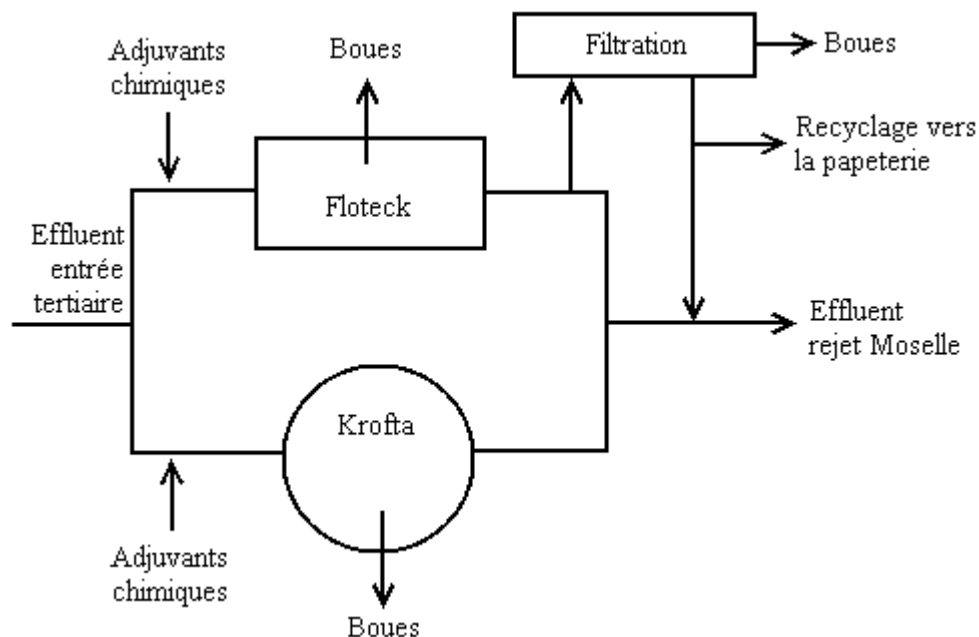 Adjuvants
chimiques
Boues
Filtration
Boues
Recyclage vers
la papeterie
Floteck
Effluent
entrée
tertiaire
Effluent
rejet Moselle
Krofta
Adjuvants
chimiques
Boues